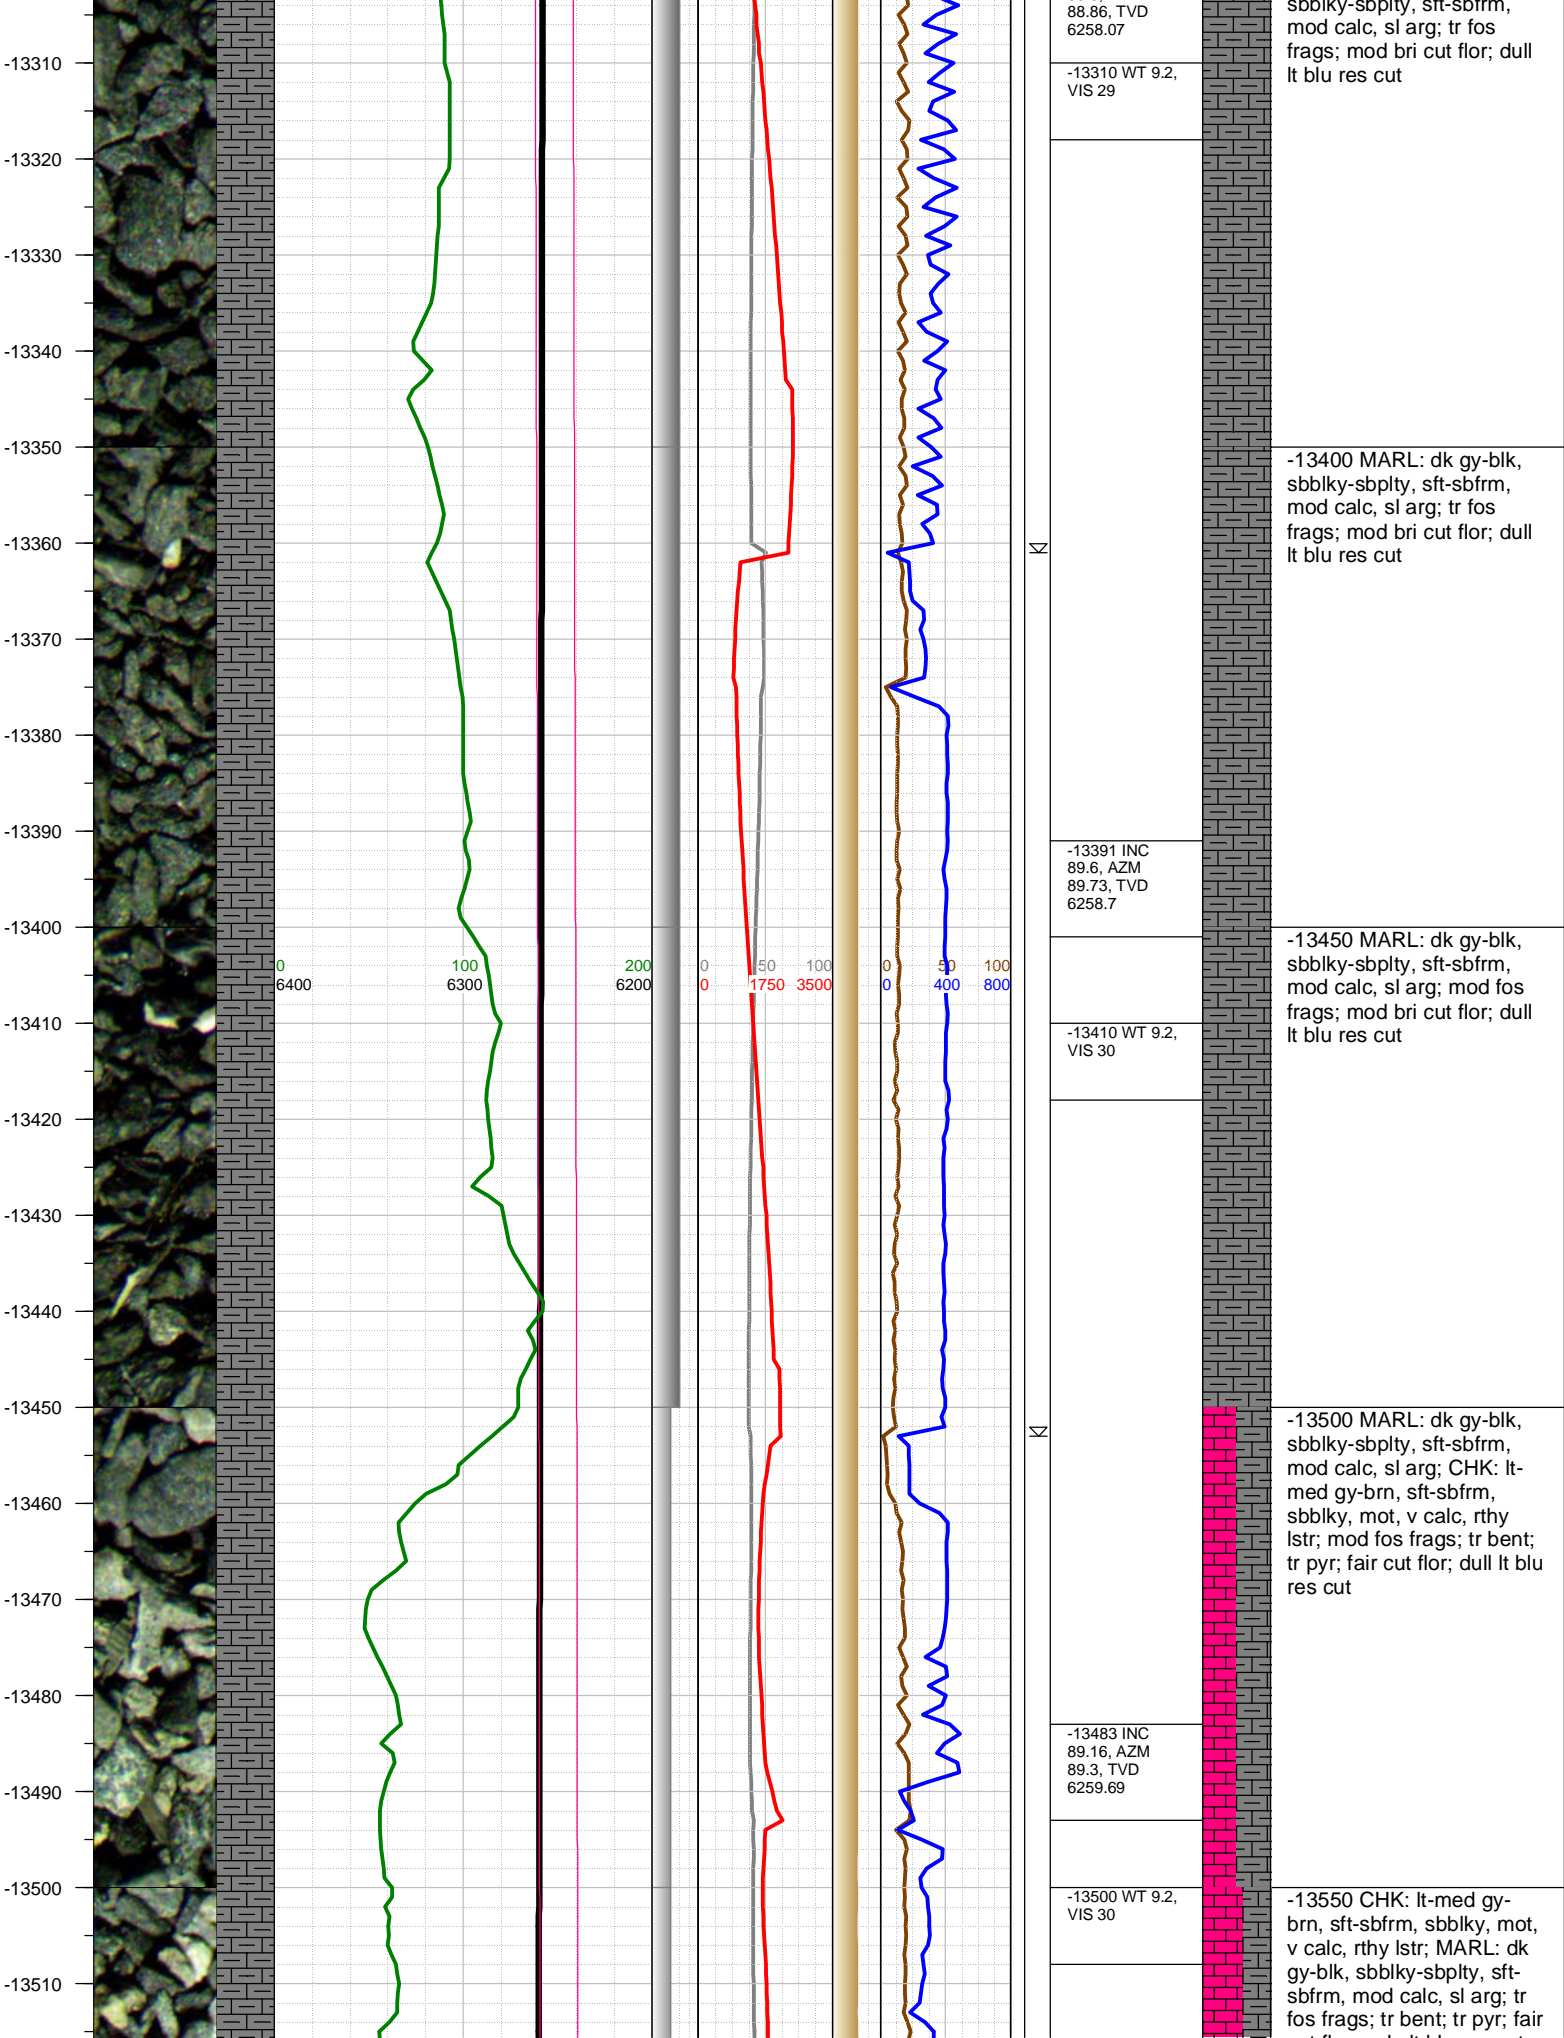 -13310
-13320
-13330
-13340
-13350
-13360
-13370
-13380
-13390
-13400
-13410
-13420
-13430
-13440
-13450
-13460
-13470
-13480
-13490
-13500
-13510
0 100 200
6400 6300 6200
0 50 100
0 1750 3500
0 50 100
0 400 800
88.86, TVD
6258.07
-13310 WT 9.2,
VIS 29
-13391 INC
89.6, AZM
89.73, TVD
6258.7
-13410 WT 9.2,
VIS 30
-13483 INC
89.16, AZM
89.3, TVD
6259.69
-13500 WT 9.2,
VIS 30
sbblky-sbplty, sft-sbfrm,
mod calc, sl arg; tr fos
frags; mod bri cut flor; dull
lt blu res cut
-13400 MARL: dk gy-blk,
sbblky-sbplty, sft-sbfrm,
mod calc, sl arg; tr fos
frags; mod bri cut flor; dull
lt blu res cut
-13450 MARL: dk gy-blk,
sbblky-sbplty, sft-sbfrm,
mod calc, sl arg; mod fos
frags; mod bri cut flor; dull
lt blu res cut
-13500 MARL: dk gy-blk,
sbblky-sbplty, sft-sbfrm,
mod calc, sl arg; CHK: lt-
med gy-brn, sft-sbfrm,
sbblky, mot, v calc, rthy
lstr; mod fos frags; tr bent;
tr pyr; fair cut flor; dull lt blu
res cut
-13550 CHK: lt-med gy-
brn, sft-sbfrm, sbblky, mot,
v calc, rthy lstr; MARL: dk
gy-blk, sbblky-sbplty, sft-
sbfrm, mod calc, sl arg; tr
fos frags; tr bent; tr pyr; fair